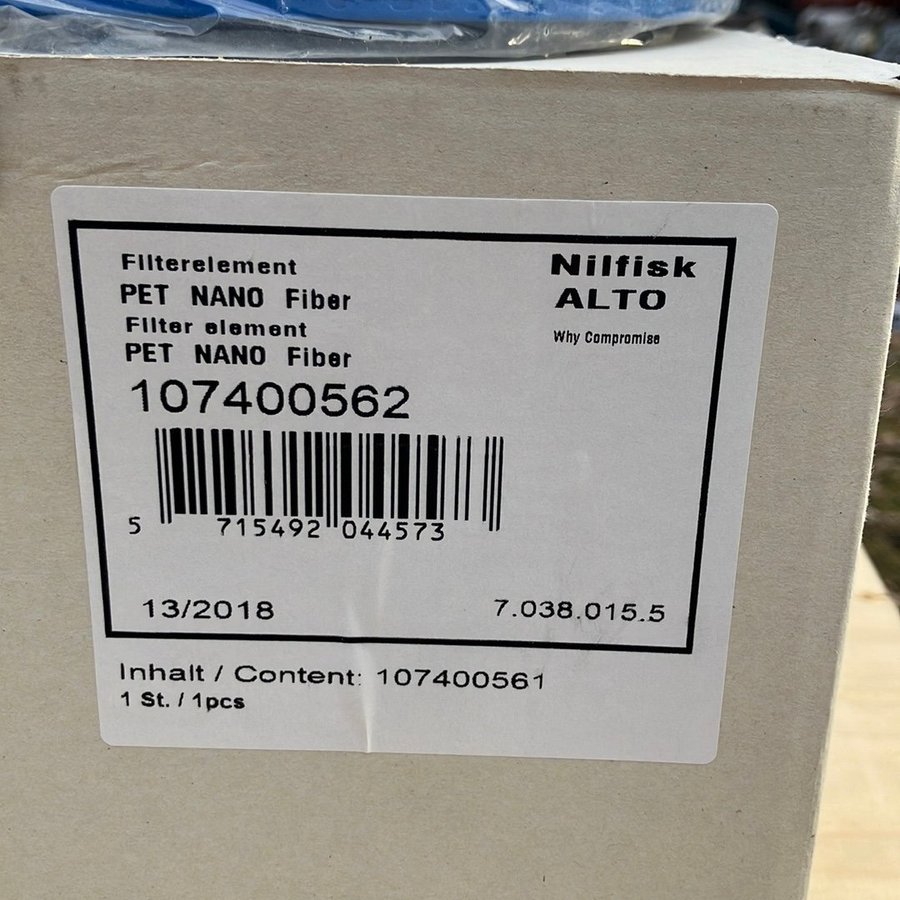 Filterelement
PET NANO Fiber
Filter element
PET NANO Fiber
Nilfisk
ALTO
Why Compromise
107400562
5 715492 044573
13/2018
7.038.015.5
Inhalt / Content: 107400561
1 St. / 1pcs